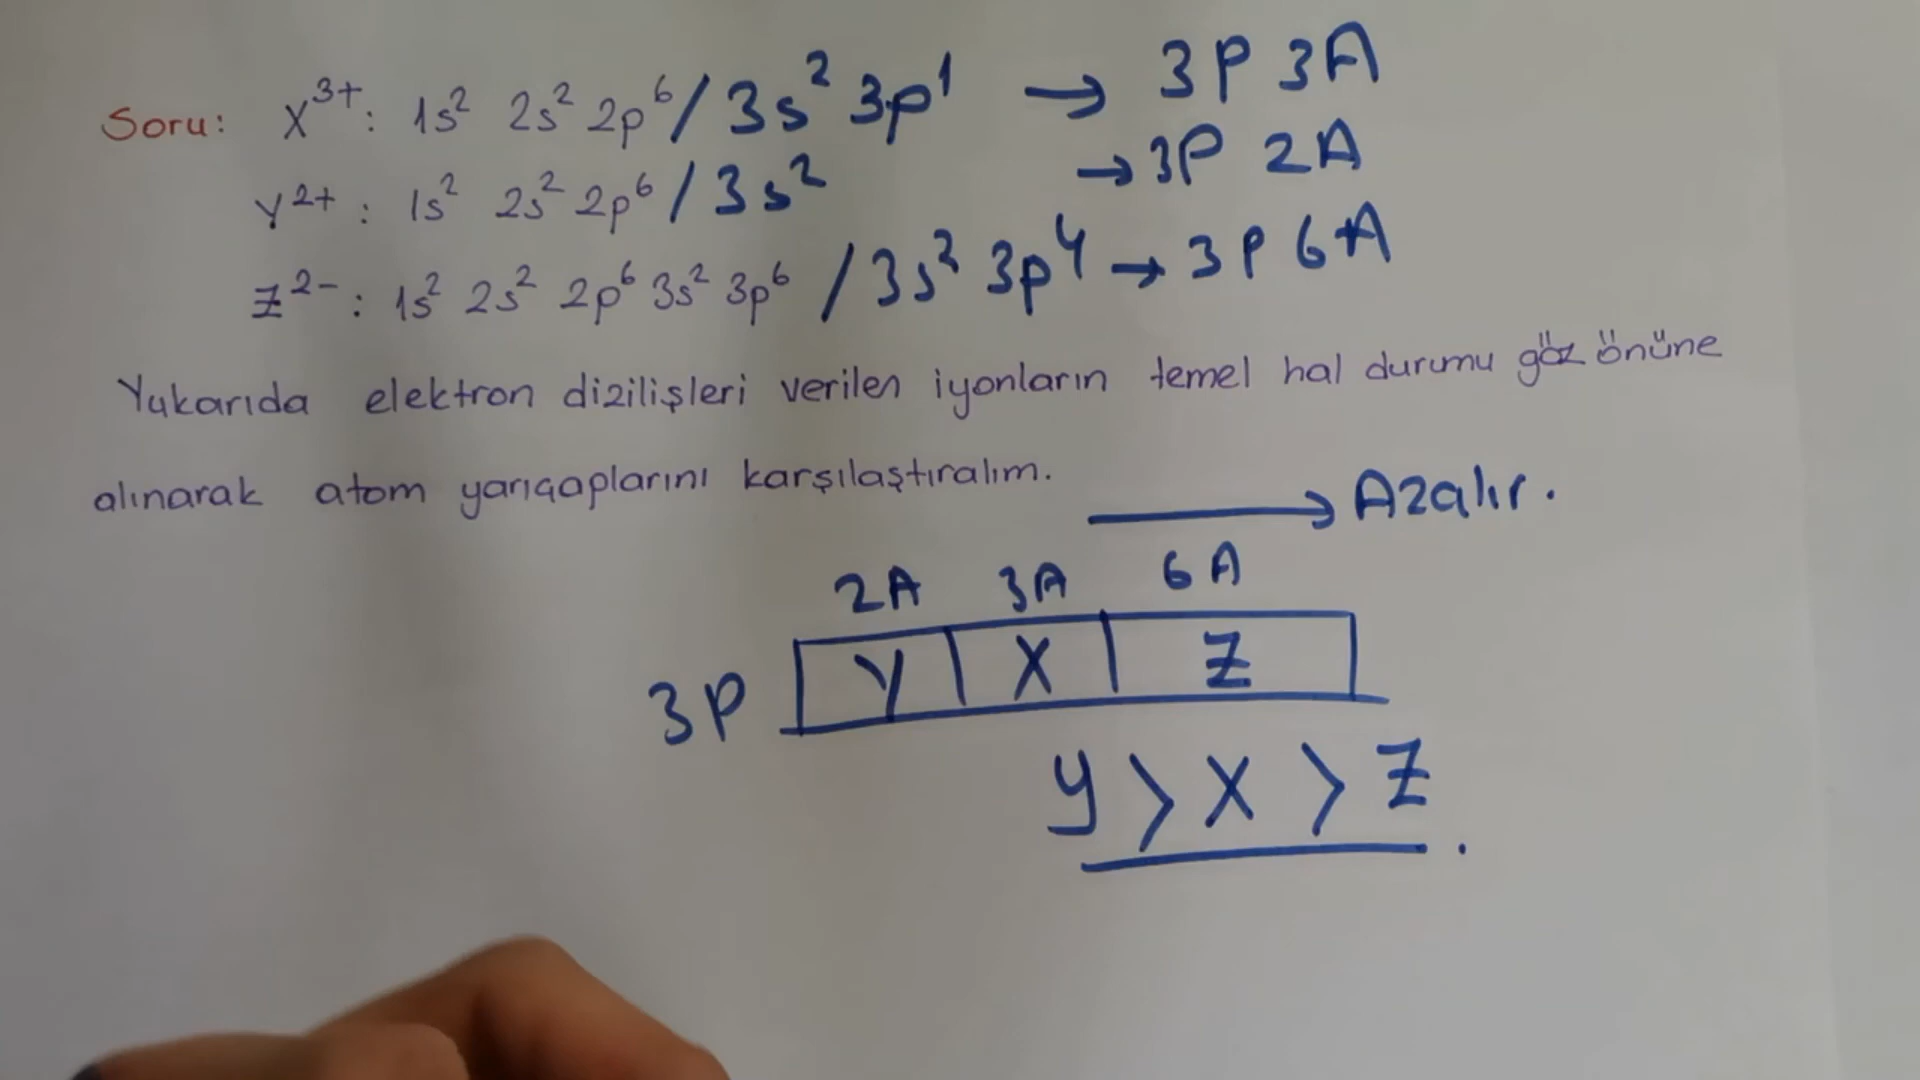 Soru: X³⁺: 1s² 2s² 2p⁶ / 3s² 3p¹ → 3P 3A
Y²⁺: 1s² 2s² 2p⁶ / 3s² → 3P 2A
Z²⁻: 1s² 2s² 2p⁶ 3s² 3p⁶ / 3s² 3p⁴ → 3P 6A
Yukarıda elektron dizilişleri verilen iyonların temel hal durumu göz önüne
alınarak atom yarıçaplarını karşılaştıralım.
→ Azalır.
2A 3A 6A
3P Y X Z
Y > X > Z .